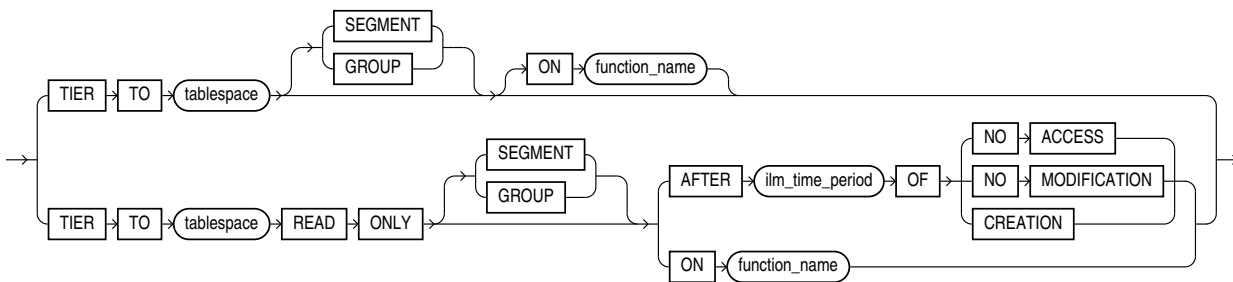 SEGMENT
GROUP
ON function_name
TIER TO tablespace
SEGMENT
GROUP
NO ACCESS
AFTER ilm_time_period OF NO MODIFICATION
CREATION
TIER TO tablespace READ ONLY
ON function_name